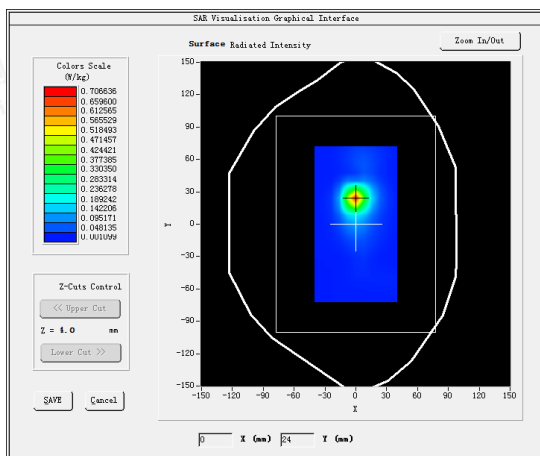 SAR Visualisation Graphical Interface
Surface Radiated Intensity
Zoom In/Out
Colors Scale
(W/kg)
0.706636
0.659600
0.612565
0.565529
0.518493
0.471457
0.424421
0.377385
0.330350
0.283314
0.236278
0.189242
0.142206
0.095171
0.048135
0.001099
Z-Cuts Control
<< Upper Cut
Z = 4.0 mm
Lower Cut >>
SAVE
Cancel
150
120
90
60
30
0
-30
-60
-90
-120
-150
Y
-150 -120 -90 -60 -30 0 30 60 90 120 150
X
0 X (mm) 24 Y (mm)